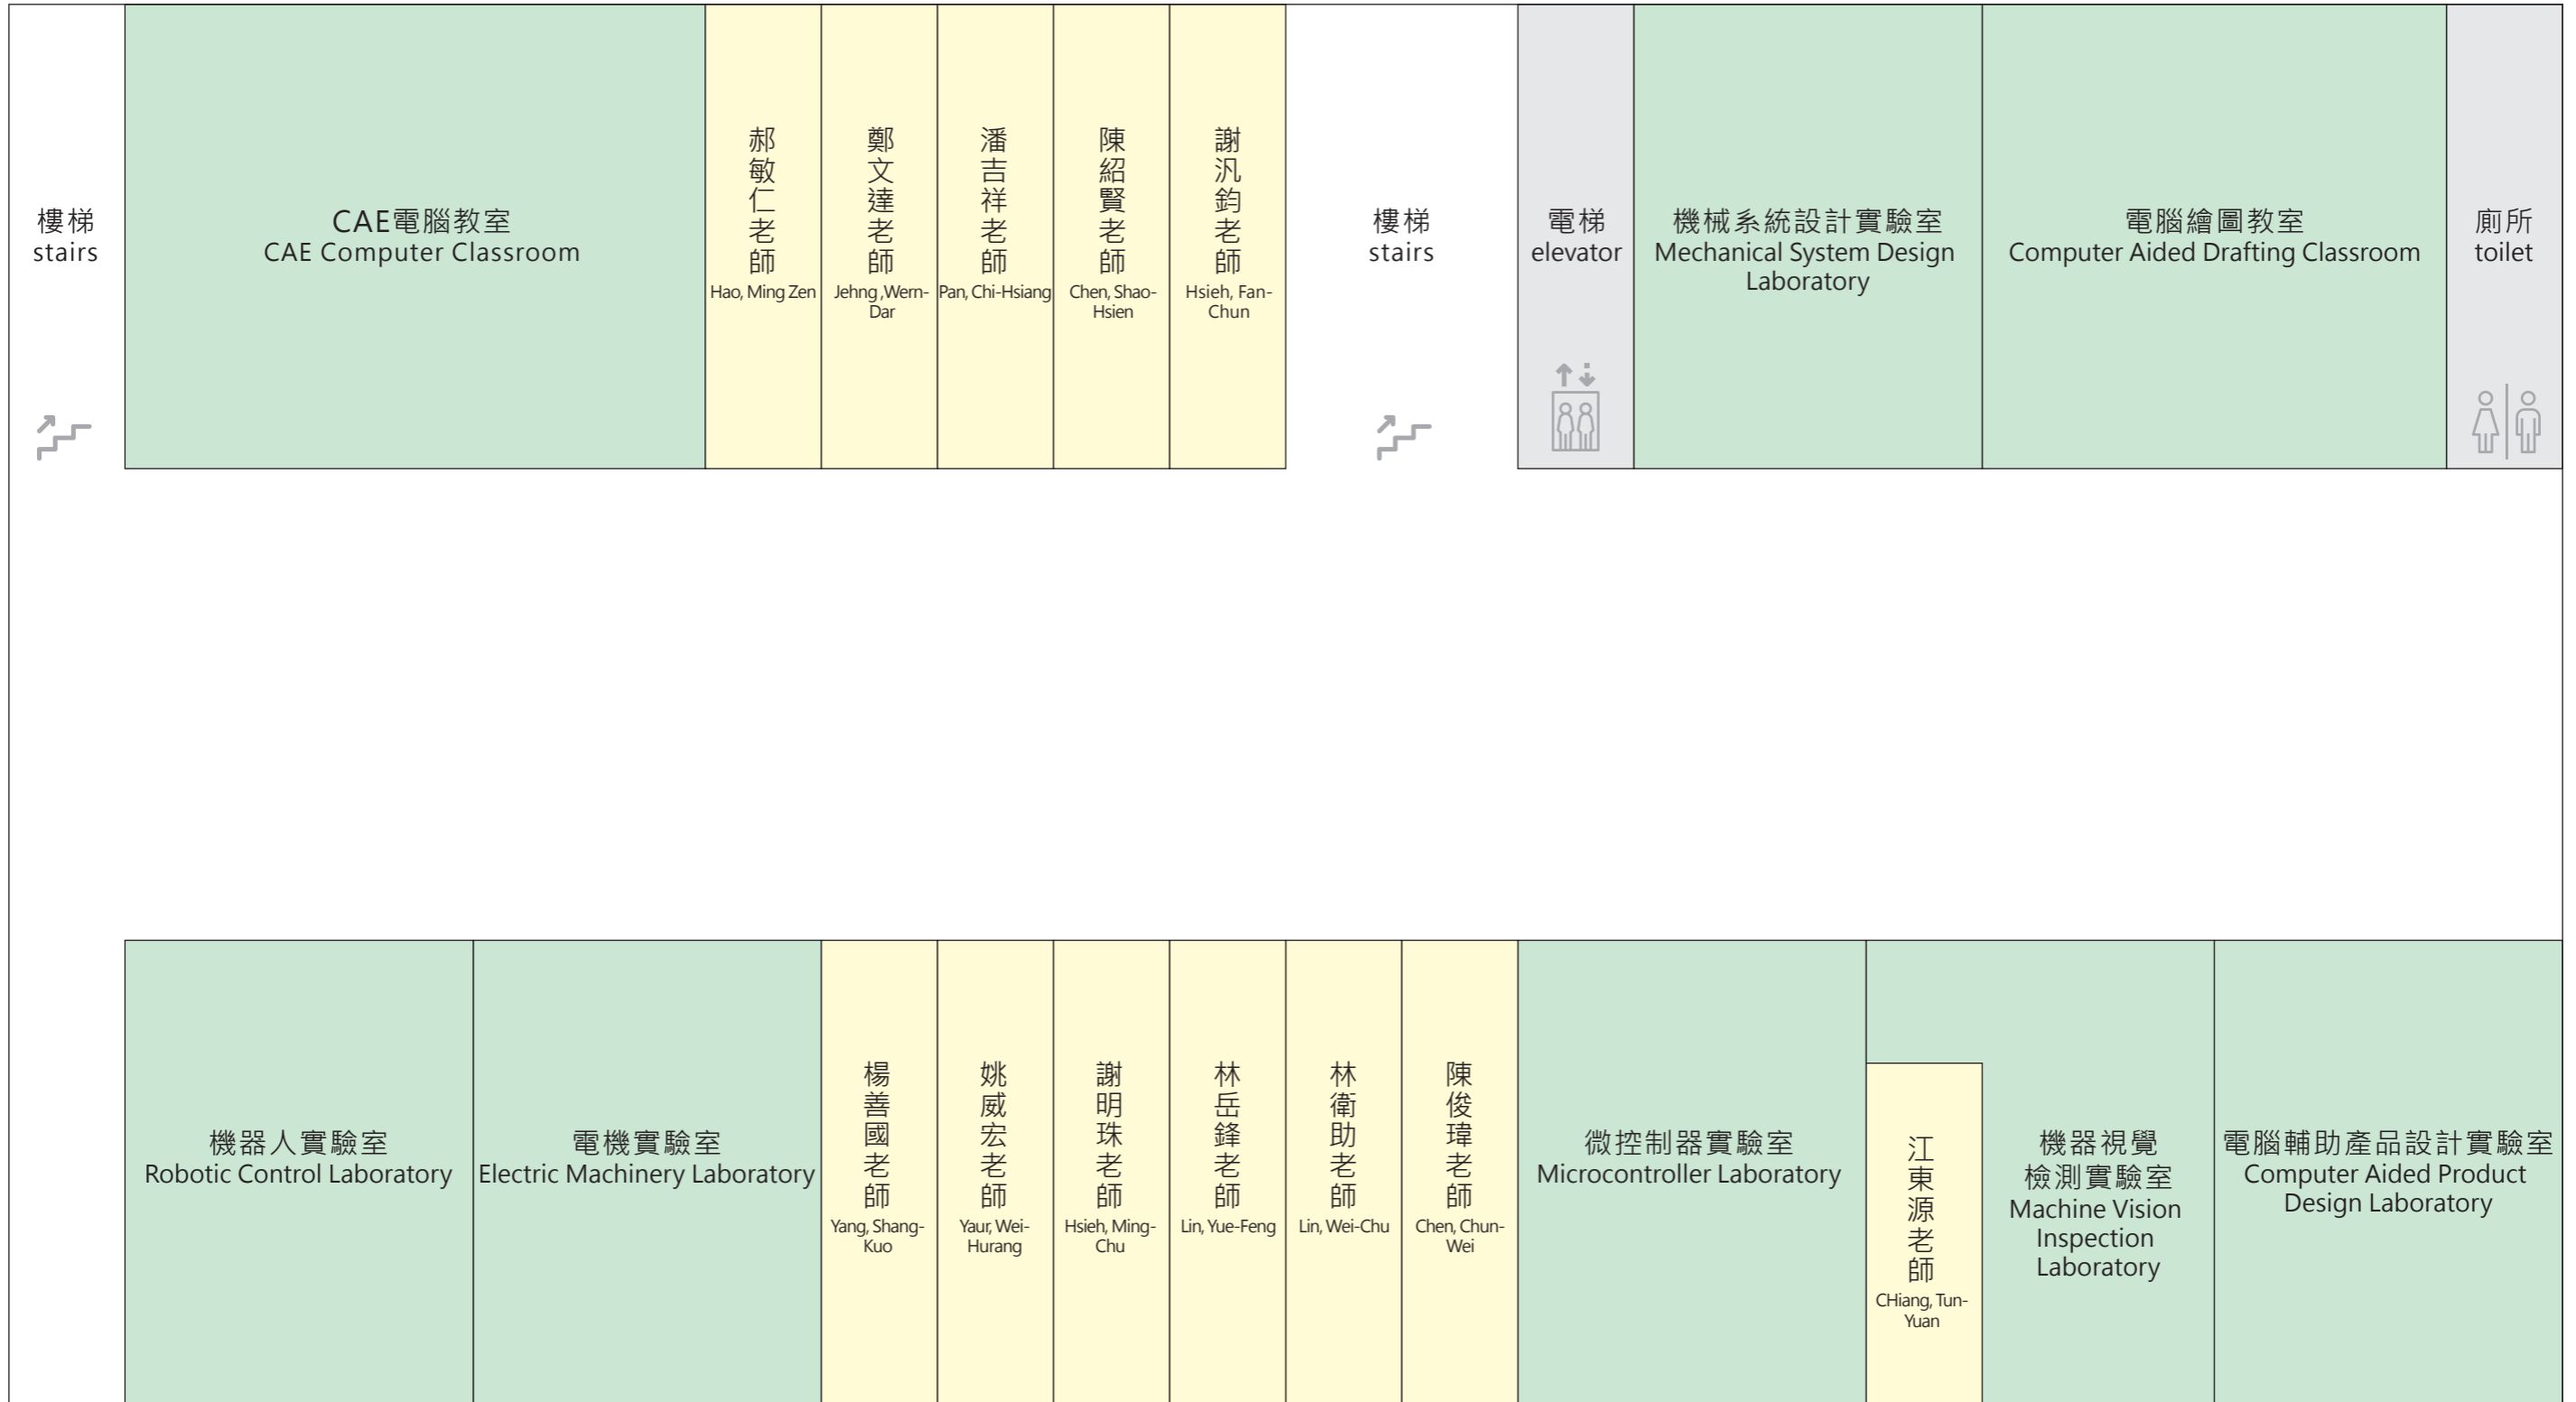 樓梯
stairs
CAE電腦教室
CAE Computer Classroom
郝敏仁老師
Hao, Ming Zen
鄭文達老師
Jehng ,Wern-
Dar
潘吉祥老師
Pan, Chi-Hsiang
陳紹賢老師
Chen, Shao-
Hsien
謝汎鈞老師
Hsieh, Fan-
Chun
樓梯
stairs
電梯
elevator
機械系統設計實驗室
Mechanical System Design
Laboratory
電腦繪圖教室
Computer Aided Drafting Classroom
廁所
toilet
機器人實驗室
Robotic Control Laboratory
電機實驗室
Electric Machinery Laboratory
楊善國老師
Yang, Shang-
Kuo
姚威宏老師
Yaur, Wei-
Hurang
謝明珠老師
Hsieh, Ming-
Chu
林岳鋒老師
Lin, Yue-Feng
林衛助老師
Lin, Wei-Chu
陳俊瑋老師
Chen, Chun-
Wei
微控制器實驗室
Microcontroller Laboratory
江東源老師
CHiang, Tun-
Yuan
機器視覺
檢測實驗室
Machine Vision
Inspection
Laboratory
電腦輔助產品設計實驗室
Computer Aided Product
Design Laboratory